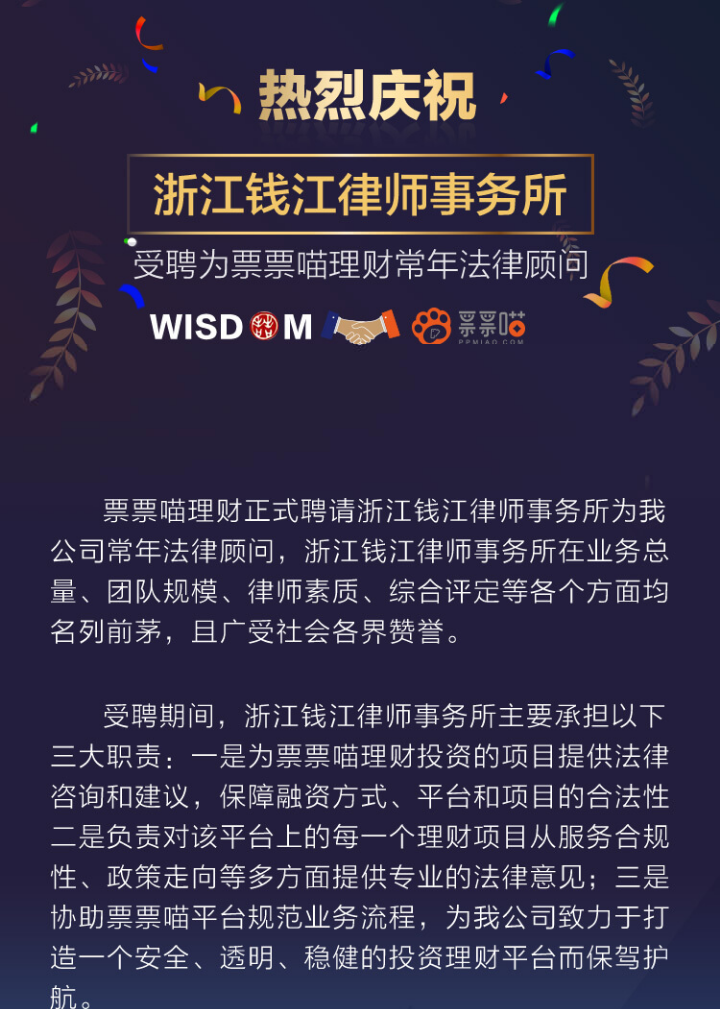 热烈庆祝
浙江钱江律师事务所
受聘为票票喵理财常年法律顾问
WISD M 票票喵
PPMIAO.COM
票票喵理财正式聘请浙江钱江律师事务所为我
公司常年法律顾问，浙江钱江律师事务所在业务总
量、团队规模、律师素质、综合评定等各个方面均
名列前茅，且广受社会各界赞誉。
受聘期间，浙江钱江律师事务所主要承担以下
三大职责：一是为票票喵理财投资的项目提供法律
咨询和建议，保障融资方式、平台和项目的合法性
二是负责对该平台上的每一个理财项目从服务合规
性、政策走向等多方面提供专业的法律意见；三是
协助票票喵平台规范业务流程，为我公司致力于打
造一个安全、透明、稳健的投资理财平台而保驾护
航。